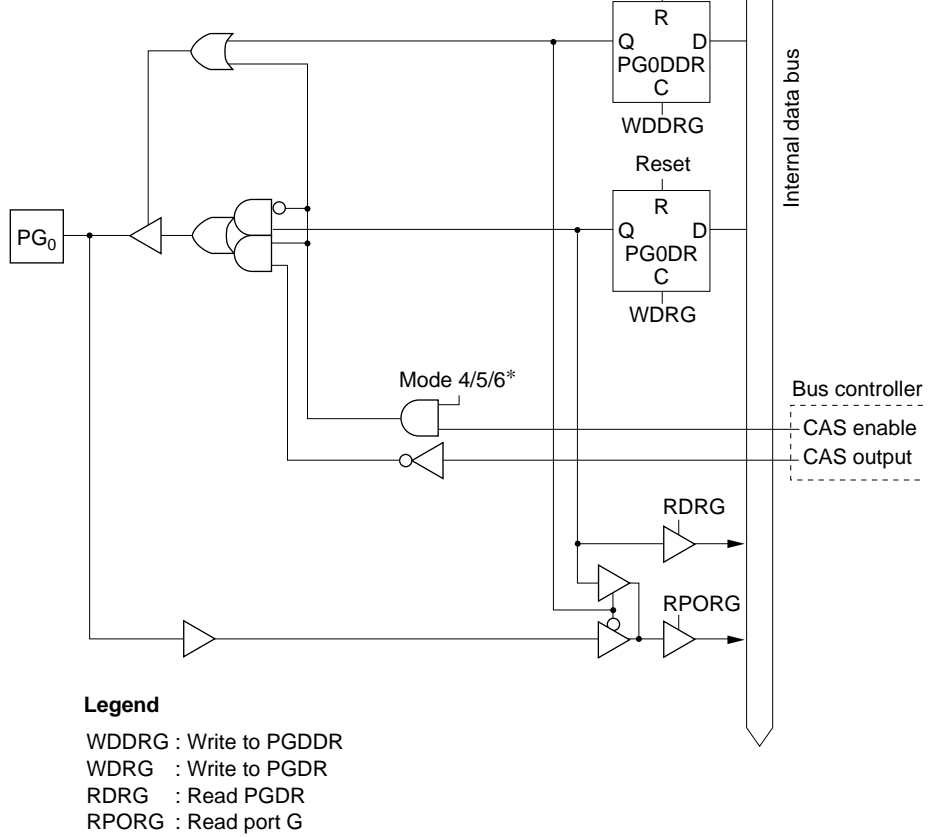 R
Q D
PG0DDR
C
WDDRG
Internal data bus
Reset
R
Q D
PG0DR
C
WDRG
PG0
Mode 4/5/6*
Bus controller
CAS enable
CAS output
RDRG
RPORG
Legend
WDDRG : Write to PGDDR
WDRG : Write to PGDR
RDRG : Read PGDR
RPORG : Read port G